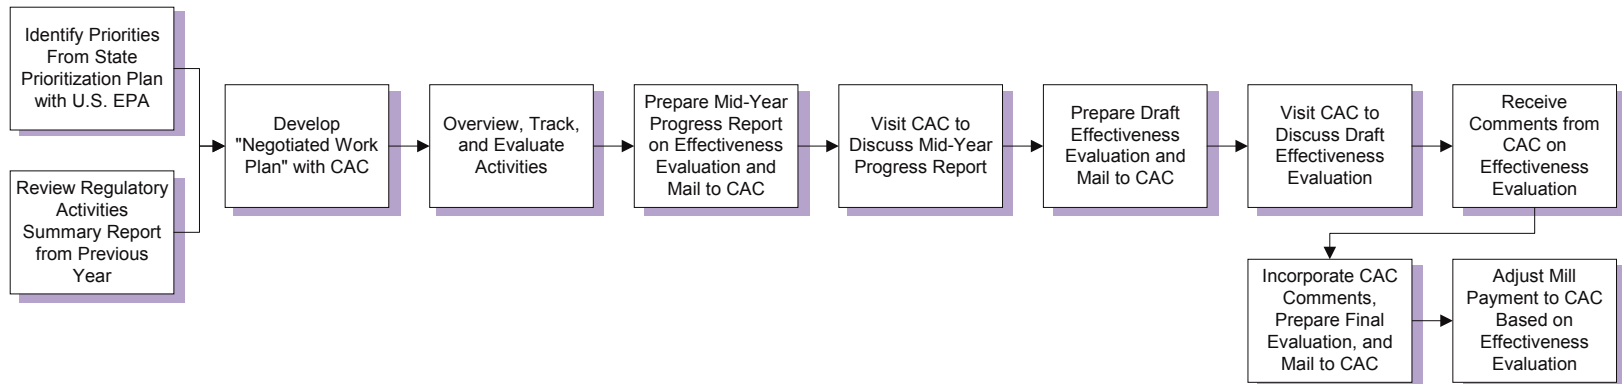 Identify Priorities
From State
Prioritization Plan
with U.S. EPA
Review Regulatory
Activities
Summary Report
from Previous
Year
Develop
"Negotiated Work
Plan" with CAC
Overview, Track,
and Evaluate
Activities
Prepare Mid-Year
Progress Report
on Effectiveness
Evaluation and
Mail to CAC
Visit CAC to
Discuss Mid-Year
Progress Report
Prepare Draft
Effectiveness
Evaluation and
Mail to CAC
Visit CAC to
Discuss Draft
Effectiveness
Evaluation
Receive
Comments from
CAC on
Effectiveness
Evaluation
Incorporate CAC
Comments,
Prepare Final
Evaluation, and
Mail to CAC
Adjust Mill
Payment to CAC
Based on
Effectiveness
Evaluation